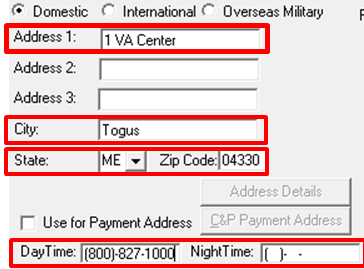 Domestic International Overseas Military
Address 1: 1 VA Center
Address 2:
Address 3:
City: Togus
State: ME Zip Code: 04330
Address Details
Use for Payment Address C&P Payment Address
DayTime: (800)-827-1000 NightTime: ( )- -